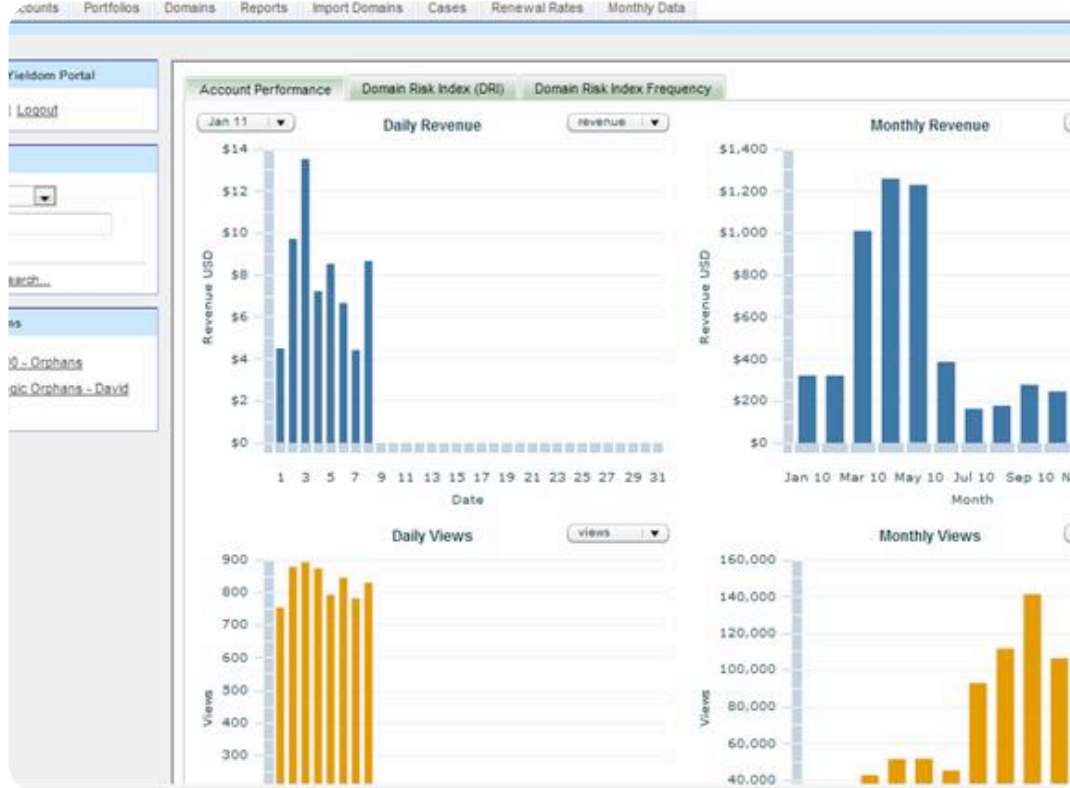 counts Portfolios Domains Reports Import Domains Cases Renewal Rates Monthly Data
Yieldom Portal
| Logout
earch...
ns
00 - Orphans
gic Orphans - David
Account Performance Domain Risk Index (DRI) Domain Risk Index Frequency
Jan 11 Daily Revenue revenue
$14
$12
$10
$8
$6
$4
$2
$0
Revenue USD
1 3 5 7 9 11 13 15 17 19 21 23 25 27 29 31
Date
Monthly Revenue
$1,400
$1,200
$1,000
$800
$600
$400
$200
$0
Revenue USD
Jan 10 Mar 10 May 10 Jul 10 Sep 10 N
Month
Daily Views views
900
800
700
600
500
400
300
Views
Monthly Views
160,000
140,000
120,000
100,000
80,000
60,000
40,000
Views